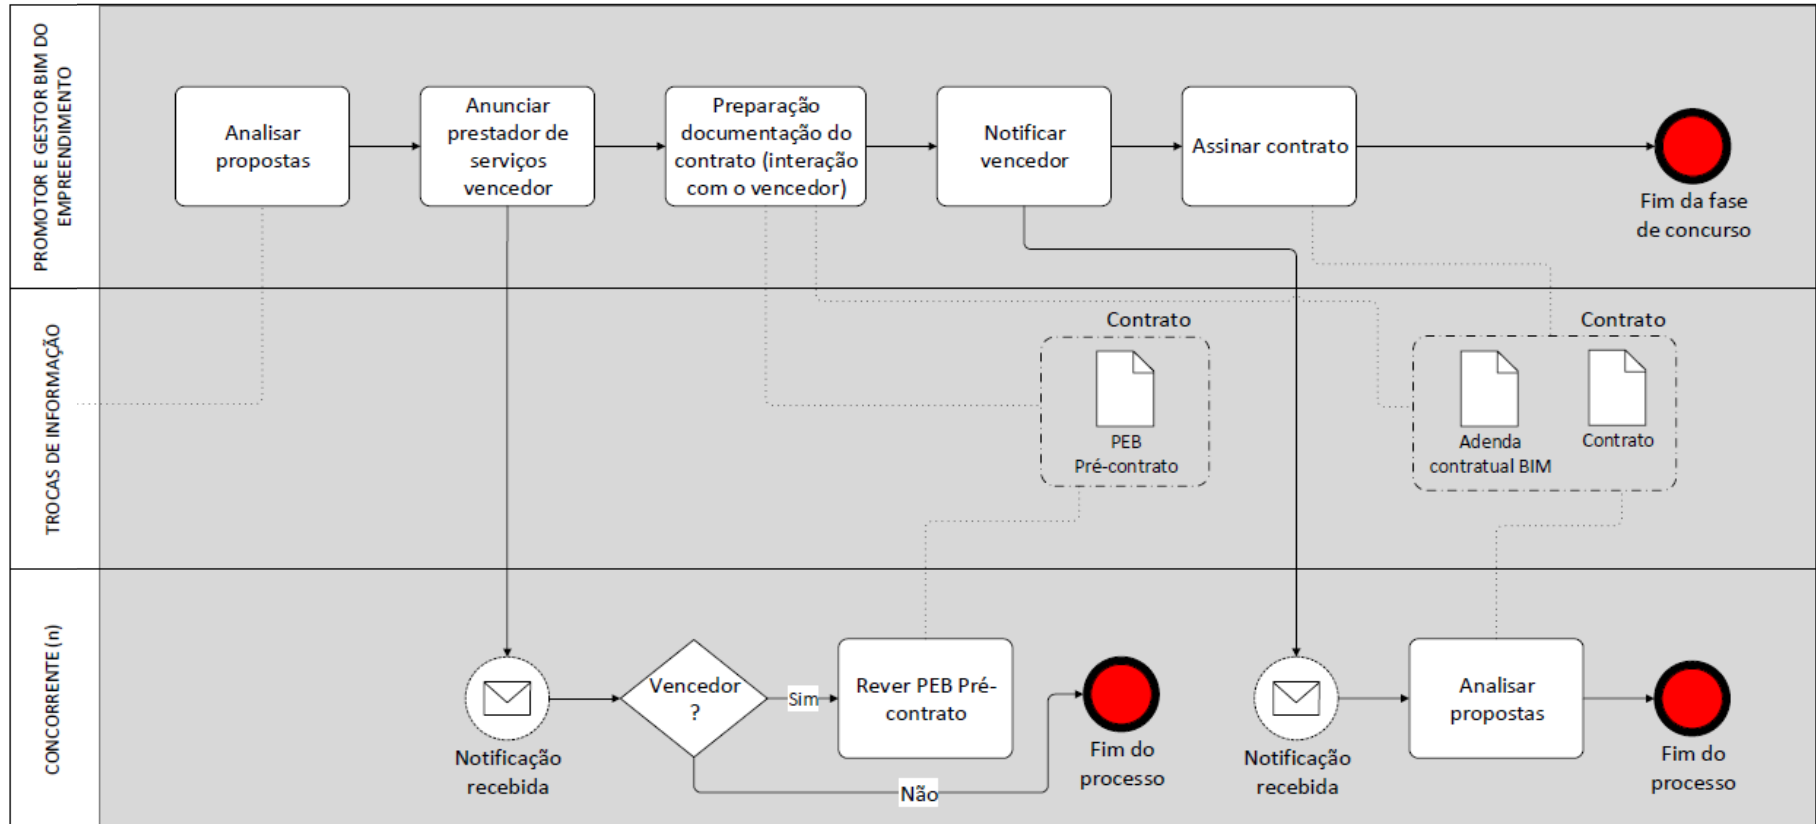 PROMOTOR E GESTOR BIM DO
EMPREENDIMENTO
Analisar
propostas
Anunciar
prestador de
serviços
vencedor
Preparação
documentação do
contrato (interação
com o vencedor)
Notificar
vencedor
Assinar contrato
Fim da fase
de concurso
TROCAS DE INFORMAÇÃO
Contrato
PEB
Pré-contrato
Contrato
Adenda
contratual BIM
Contrato
CONCORRENTE (n)
Notificação
recebida
Vencedor
?
Sim
Não
Rever PEB Pré-
contrato
Fim do
processo
Notificação
recebida
Analisar
propostas
Fim do
processo